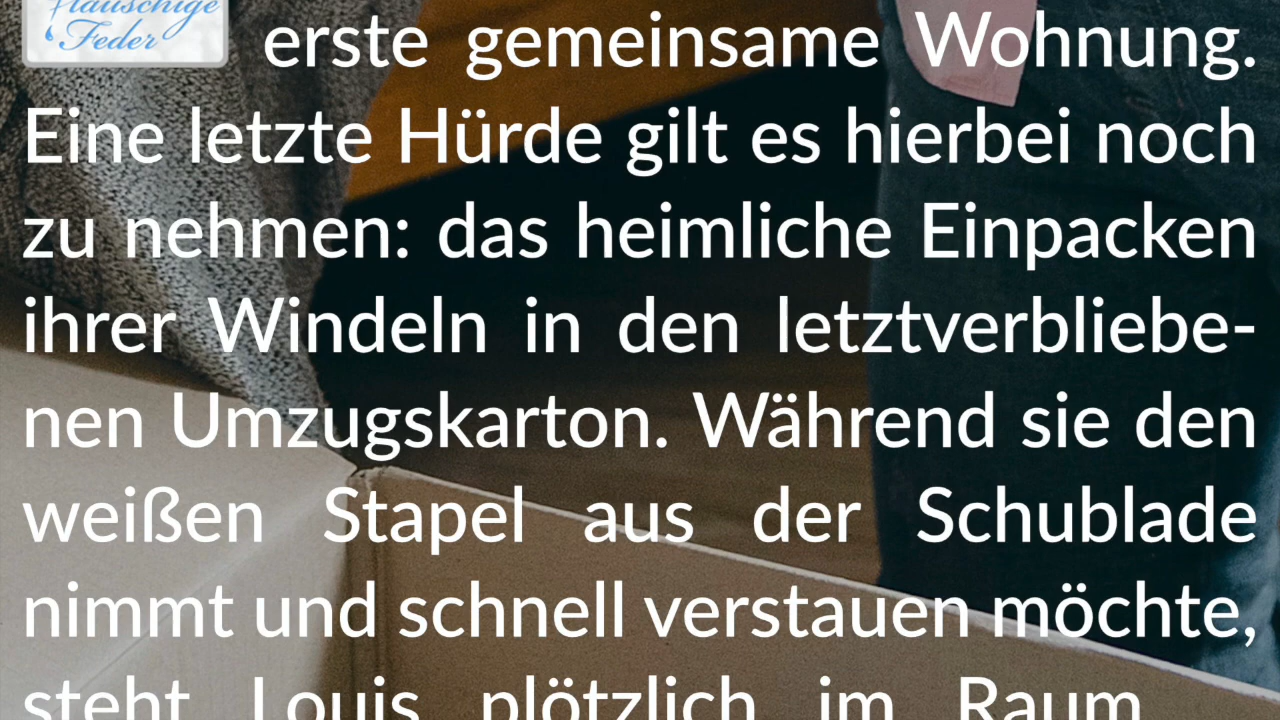 flauschige
Feder
erste gemeinsame Wohnung.
Eine letzte Hürde gilt es hierbei noch
zu nehmen: das heimliche Einpacken
ihrer Windeln in den letztverbliebe-
nen Umzugskarton. Während sie den
weißen Stapel aus der Schublade
nimmt und schnell verstauen möchte,
steht Louis plötzlich im Raum